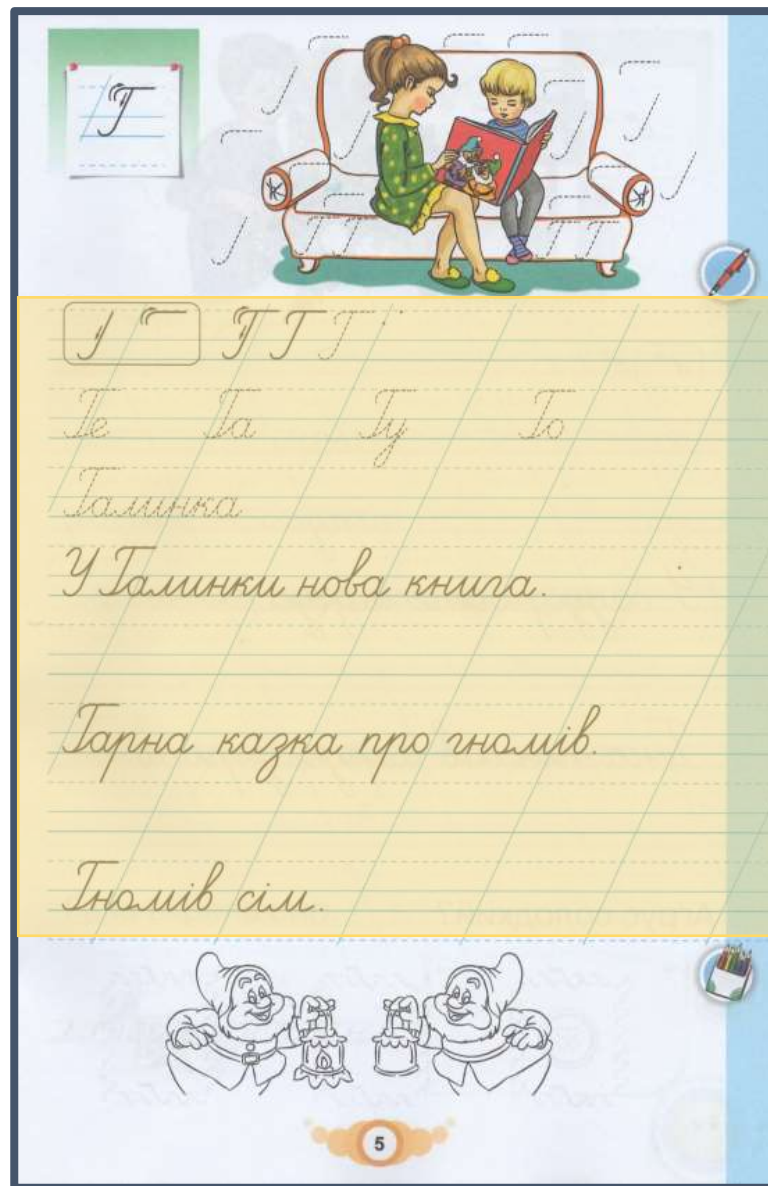 Г
Г Г Г
Ге Га Гу Го
Галинка
У Галинки нова книга.
Гарна казка про гномів.
Гномів сім.
5